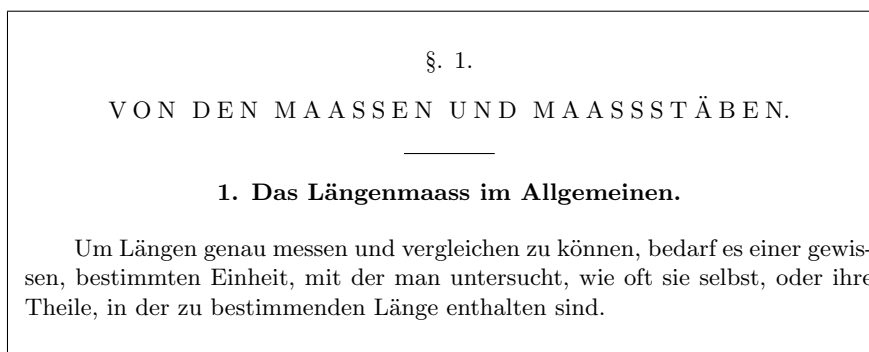 §. 1.
VON DEN MAASSEN UND MAASSSTÄBEN.
1. Das Längenmaass im Allgemeinen.
Um Längen genau messen und vergleichen zu können, bedarf es einer gewis-
sen, bestimmten Einheit, mit der man untersucht, wie oft sie selbst, oder ihre
Theile, in der zu bestimmenden Länge enthalten sind.